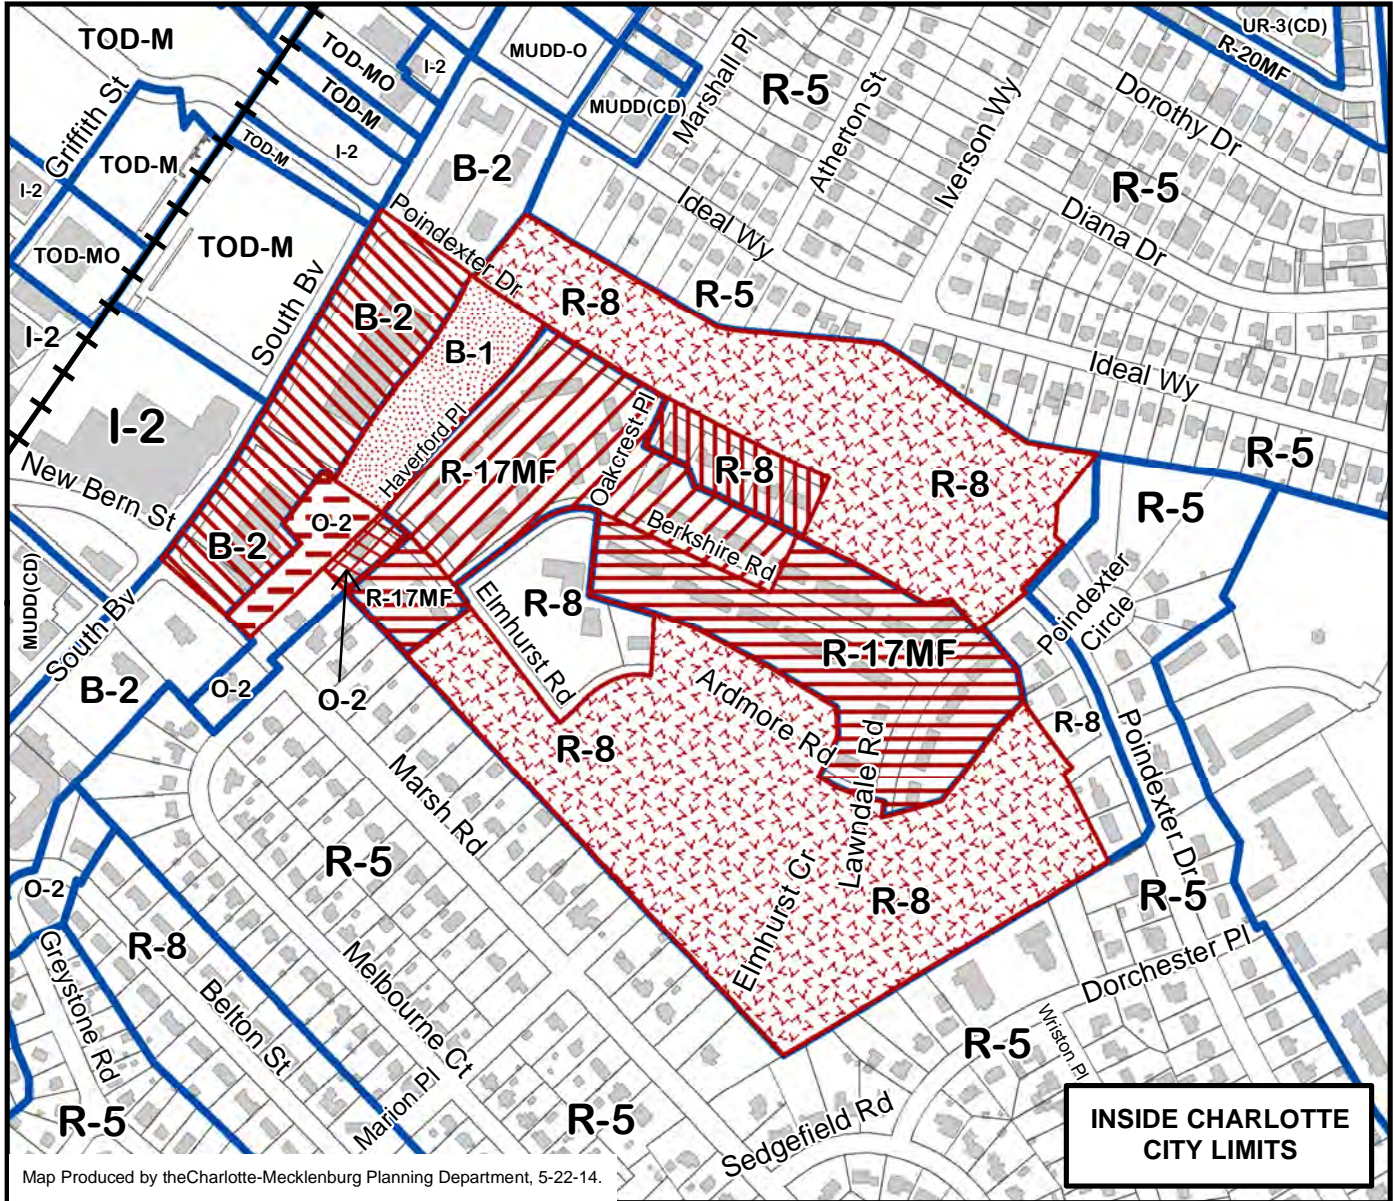 TOD-M
TOD-MO
I-2
MUDD-O
UR-3(CD)
R-20MF
Marshall Pl
R-5
Atherton St
Griffith St
TOD-M
MUDD(CD)
Dorothy Dr
Iverson Wy
TOD-M
I-2
TOD-M
B-2
R-5
I-2
Poindexter Dr
Ideal Wy
Diana Dr
TOD-MO
TOD-M
South Bv
R-8
R-5
B-2
I-2
B-1
Ideal Wy
I-2
Haverford Pl
Oakcrest Pl
R-17MF
R-8
R-8
R-5
New Bern St
O-2
R-5
B-2
Berkshire Rd
MUDD(CD)
R-17MF
Elmhurst Rd
R-8
Poindexter
Circle
South Bv
R-17MF
B-2
O-2
O-2
Ardmore Rd
R-8
R-8
Lawndale Rd
Poindexter Dr
Marsh Rd
R-5
Elmhurst Cr
R-8
R-5
O-2
R-8
Greystone Rd
Belton St
Melbourne Ct
Dorchester Pl
Wriston Pl
R-5
Marion Pl
R-5
R-5
Sedgefield Rd
INSIDE CHARLOTTE
CITY LIMITS
Map Produced by theCharlotte-Mecklenburg Planning Department, 5-22-14.